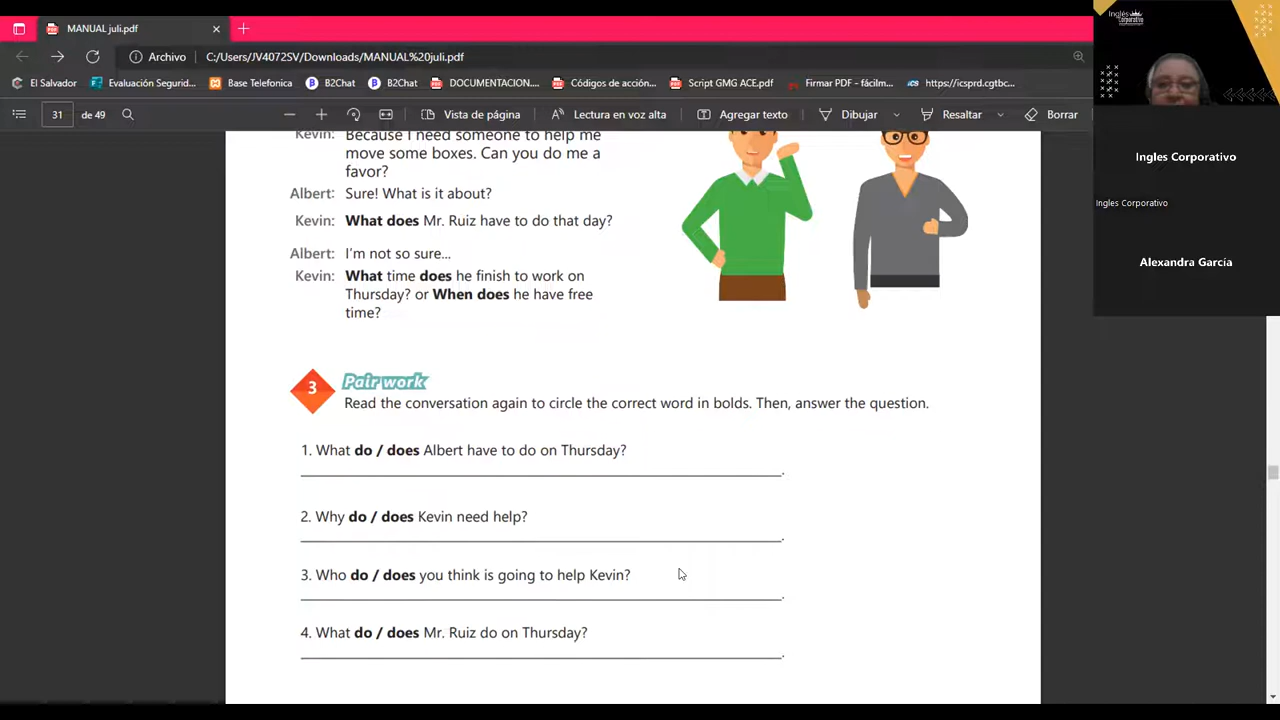 MANUAL juli.pdf
Archivo C:/Users/JV4072SV/Downloads/MANUAL%20juli.pdf
El Salvador Evaluación Segurid... Base Telefonica B2Chat B2Chat DOCUMENTACION.... Códigos de acción... Script GMG ACE.pdf Firmar PDF - fácilm... https://icsprd.cgtbc...
31 de 49 Vista de página Lectura en voz alta Agregar texto Dibujar Resaltar Borrar
Kevin: Because I need someone to help me
move some boxes. Can you do me a
favor?
Albert: Sure! What is it about?
Kevin: What does Mr. Ruiz have to do that day?
Albert: I'm not so sure...
Kevin: What time does he finish to work on
Thursday? or When does he have free
time?
3 Pair work
Read the conversation again to circle the correct word in bolds. Then, answer the question.
1. What do / does Albert have to do on Thursday?
2. Why do / does Kevin need help?
3. Who do / does you think is going to help Kevin?
4. What do / does Mr. Ruiz do on Thursday?
Inglés
Corporativo
Ingles Corporativo
Ingles Corporativo
Alexandra García